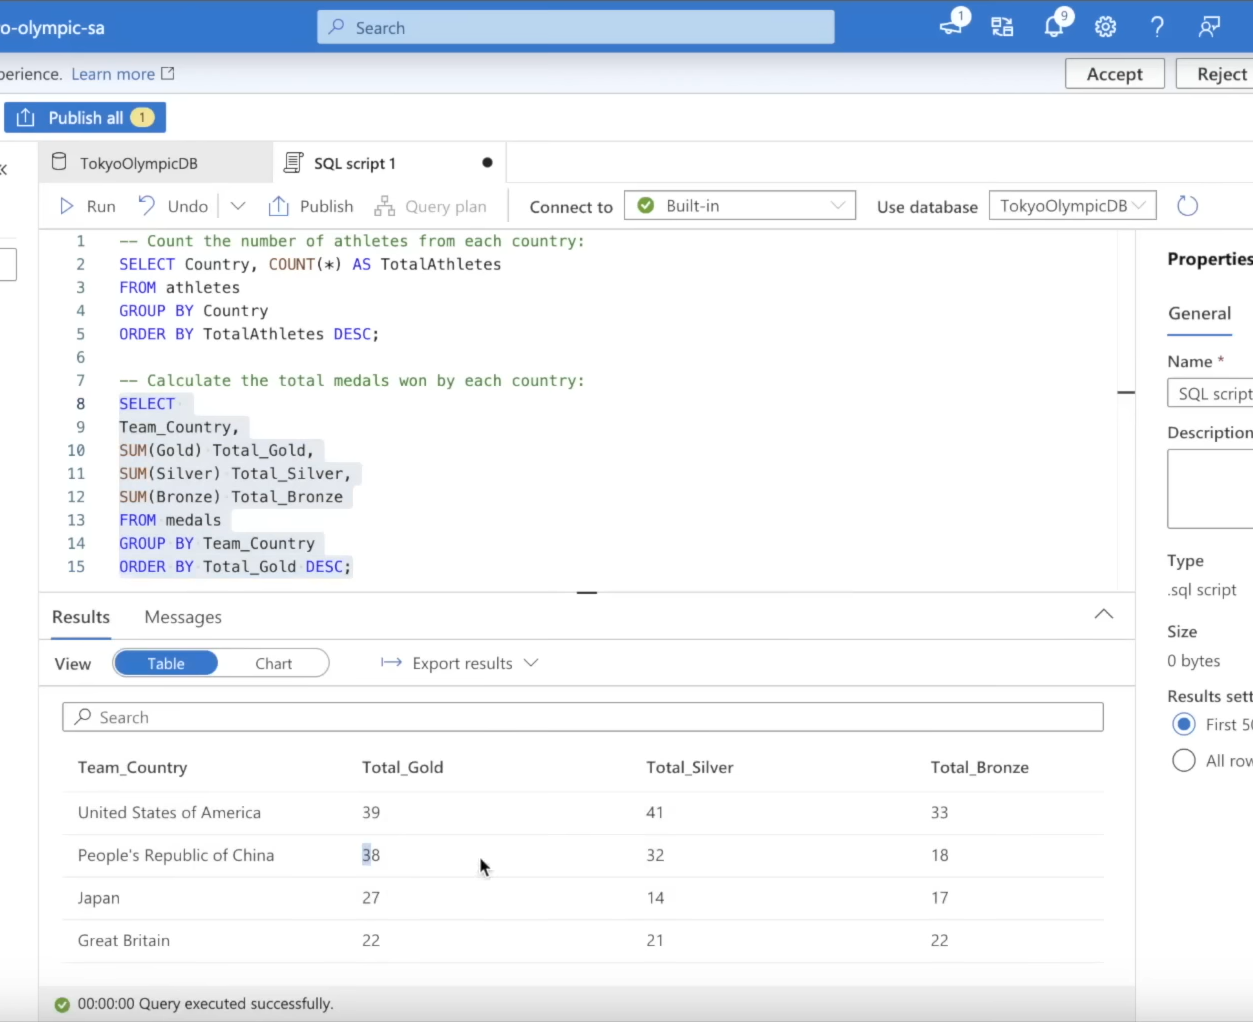 o-olympic-sa
Search
1
9
perience. Learn more
Accept
Reject
Publish all 1
TokyoOlympicDB
SQL script 1
Run
Undo
Publish
Query plan
Connect to
Built-in
Use database
TokyoOlympicDB
1 -- Count the number of athletes from each country:
2 SELECT Country, COUNT(*) AS TotalAthletes
3 FROM athletes
4 GROUP BY Country
5 ORDER BY TotalAthletes DESC;
6
7 -- Calculate the total medals won by each country:
8 SELECT
9 Team_Country,
10 SUM(Gold) Total_Gold,
11 SUM(Silver) Total_Silver,
12 SUM(Bronze) Total_Bronze
13 FROM medals
14 GROUP BY Team_Country
15 ORDER BY Total_Gold DESC;
Properties
General
Name *
SQL script
Description
Type
.sql script
Size
0 bytes
Results sett
First 50
All row
Results
Messages
View
Table
Chart
Export results
Search
Team_Country Total_Gold Total_Silver Total_Bronze
United States of America 39 41 33
People's Republic of China 38 32 18
Japan 27 14 17
Great Britain 22 21 22
00:00:00 Query executed successfully.